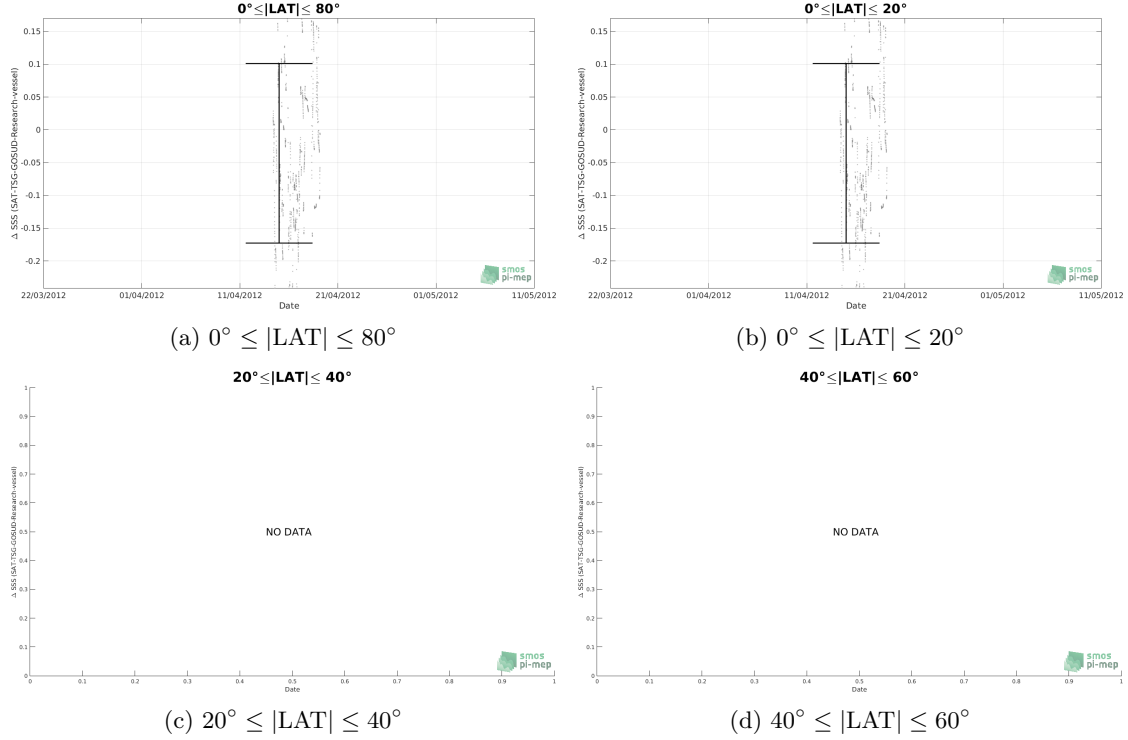 0°≤|LAT|≤ 80°
0.15
0.1
0.05
0
-0.05
-0.1
-0.15
-0.2
Δ SSS (SAT-TSG-GOSUD-Research-vessel)
22/03/2012 01/04/2012 11/04/2012 21/04/2012 01/05/2012 11/05/2012
Date
smos
pi-mep
(a) 0° ≤ |LAT| ≤ 80°
0°≤|LAT|≤ 20°
0.15
0.1
0.05
0
-0.05
-0.1
-0.15
-0.2
Δ SSS (SAT-TSG-GOSUD-Research-vessel)
22/03/2012 01/04/2012 11/04/2012 21/04/2012 01/05/2012 11/05/2012
Date
smos
pi-mep
(b) 0° ≤ |LAT| ≤ 20°
20°≤|LAT|≤ 40°
1
0.9
0.8
0.7
0.6
0.5
0.4
0.3
0.2
0.1
0
Δ SSS (SAT-TSG-GOSUD-Research-vessel)
NO DATA
0 0.1 0.2 0.3 0.4 0.5 0.6 0.7 0.8 0.9 1
Date
smos
pi-mep
(c) 20° ≤ |LAT| ≤ 40°
40°≤|LAT|≤ 60°
1
0.9
0.8
0.7
0.6
0.5
0.4
0.3
0.2
0.1
0
Δ SSS (SAT-TSG-GOSUD-Research-vessel)
NO DATA
0 0.1 0.2 0.3 0.4 0.5 0.6 0.7 0.8 0.9 1
Date
smos
pi-mep
(d) 40° ≤ |LAT| ≤ 60°